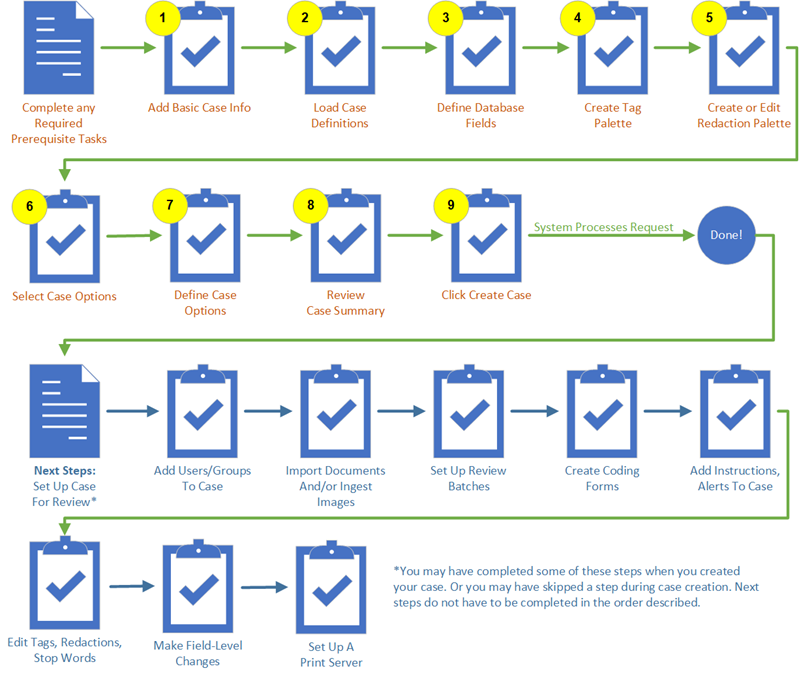 1
2
3
4
5
Complete any
Required
Prerequisite Tasks
Add Basic Case Info
Load Case
Definitions
Define Database
Fields
Create Tag
Palette
Create or Edit
Redaction Palette
6
7
8
9
System Processes Request
Done!
Select Case Options
Define Case
Options
Review
Case Summary
Click Create Case
Next Steps:
Set Up Case
For Review*
Add Users/Groups
To Case
Import Documents
And/or Ingest
Images
Set Up Review
Batches
Create Coding
Forms
Add Instructions,
Alerts To Case
Edit Tags, Redactions,
Stop Words
Make Field-Level
Changes
Set Up A
Print Server
*You may have completed some of these steps when you created
your case. Or you may have skipped a step during case creation. Next
steps do not have to be completed in the order described.